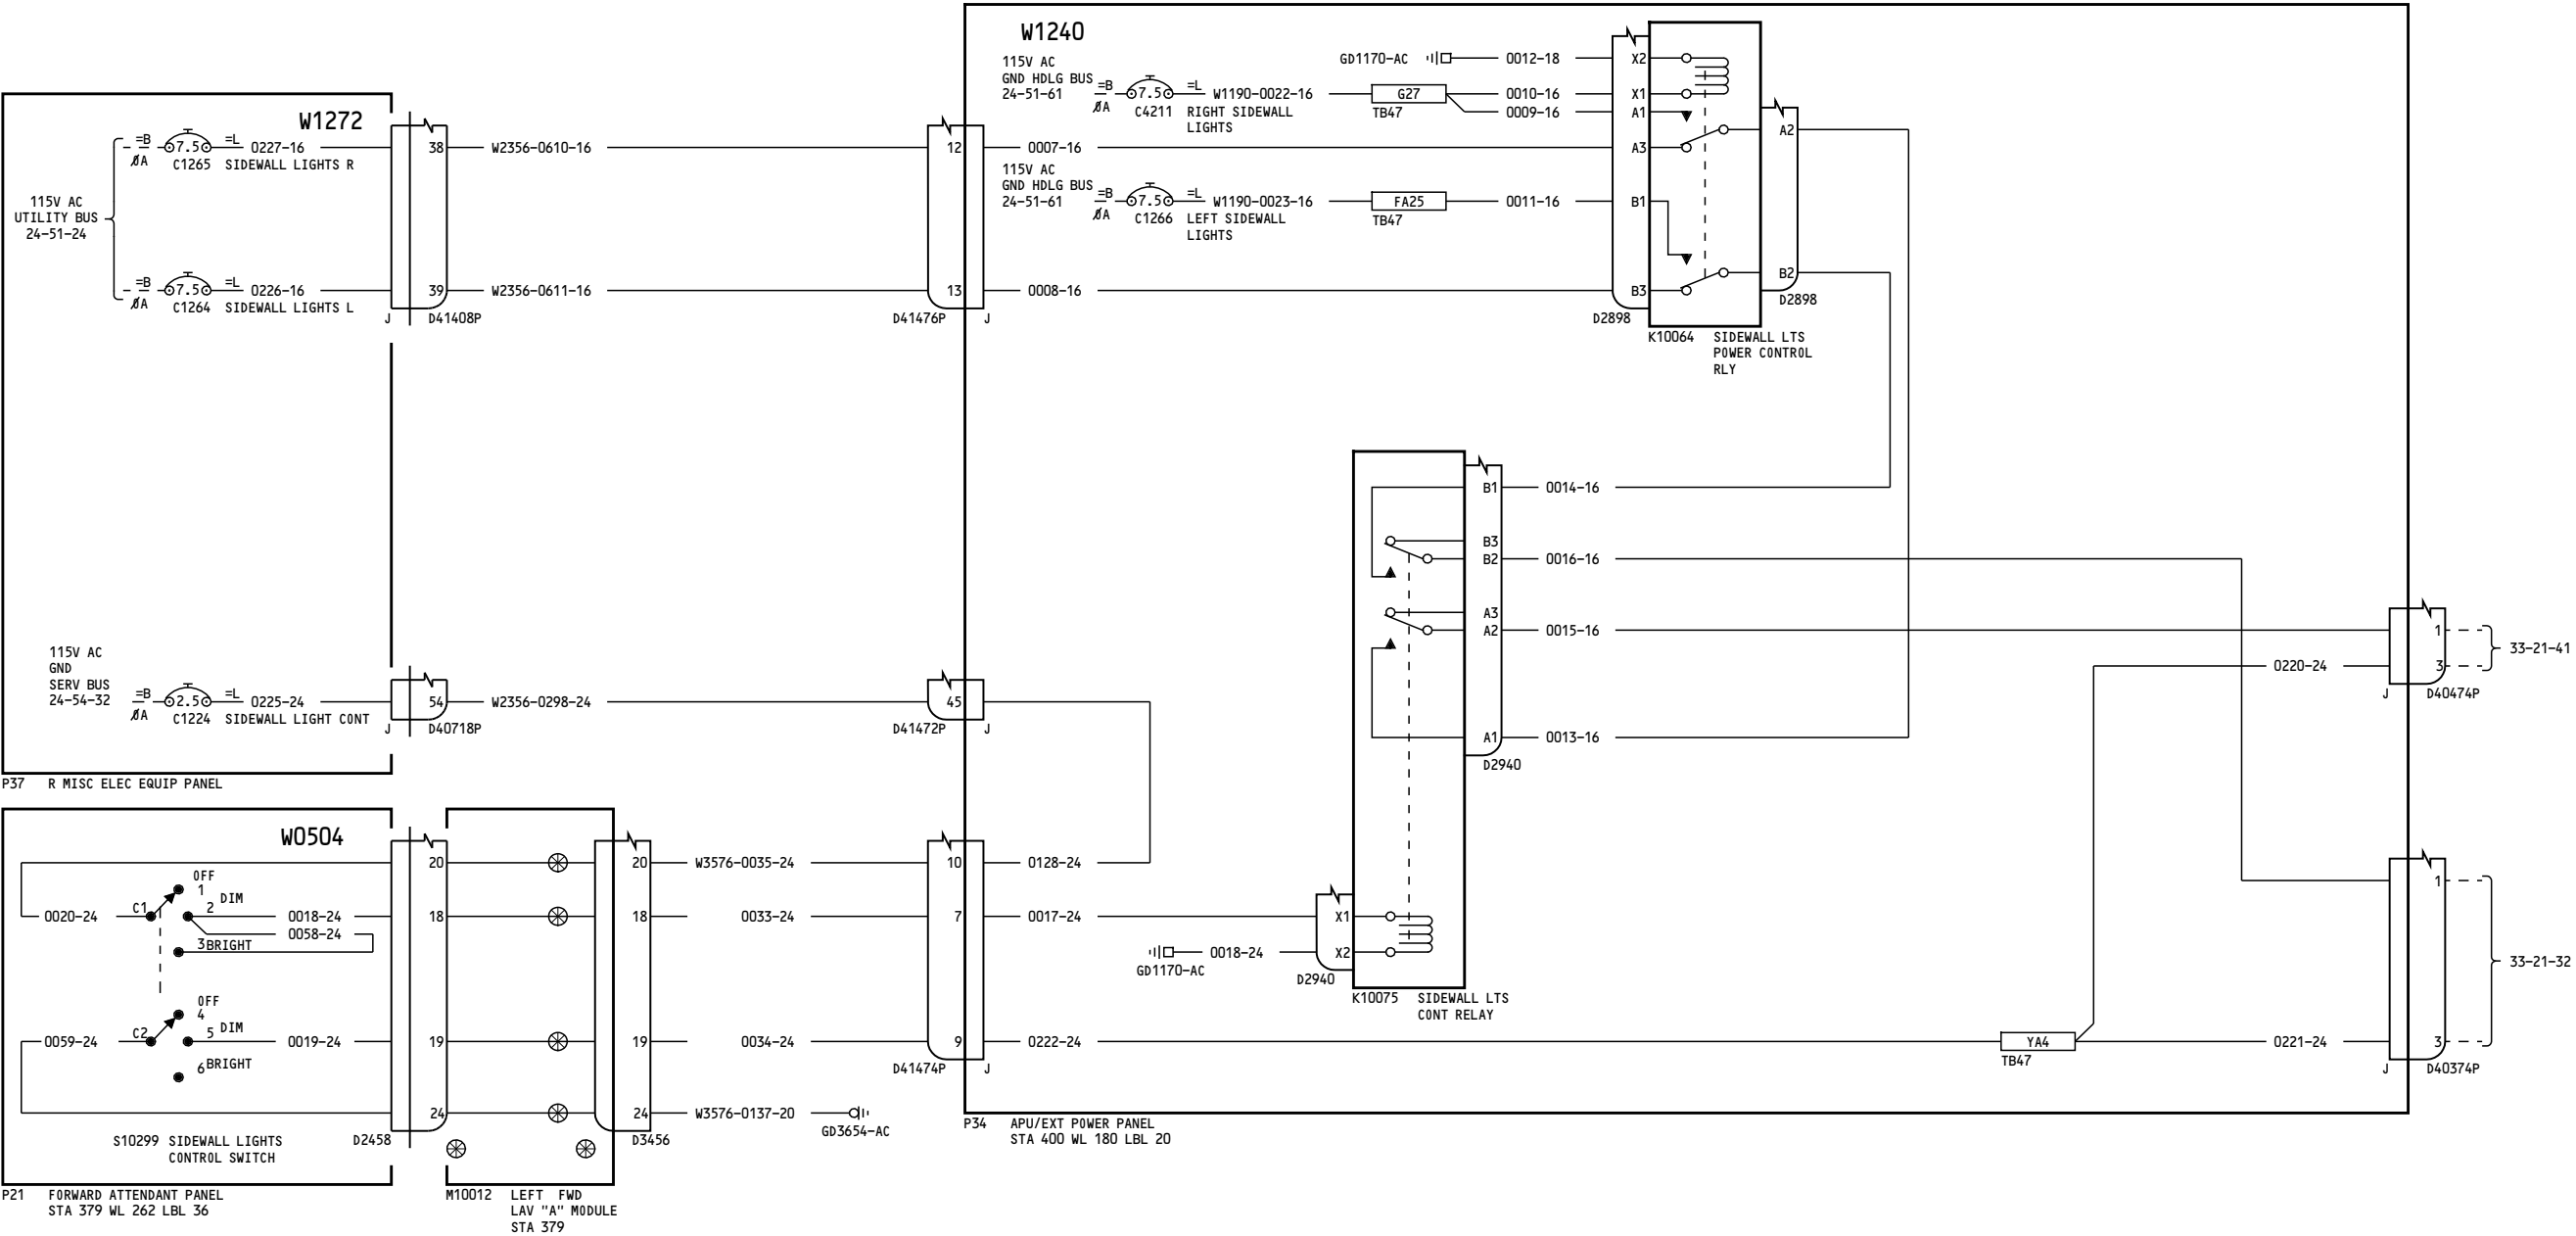 W1272
115V AC
UTILITY BUS
24-51-24
=B
ØA
7.5
C1265
=L
0227-16
SIDEWALL LIGHTS R
=B
ØA
7.5
C1264
=L
0226-16
SIDEWALL LIGHTS L
38
39
J
D41408P
W2356-0610-16
W2356-0611-16
12
13
D41476P
J
115V AC
GND
SERV BUS
24-54-32
=B
ØA
2.5
C1224
=L
0225-24
SIDEWALL LIGHT CONT
54
J
D40718P
W2356-0298-24
45
D41472P
J
P37 R MISC ELEC EQUIP PANEL
W0504
0020-24
C1
OFF
1
DIM
2
3 BRIGHT
0018-24
0058-24
0059-24
C2
OFF
4
5 DIM
6 BRIGHT
0019-24
S10299 SIDEWALL LIGHTS
CONTROL SWITCH
20
18
19
24
D2458
P21 FORWARD ATTENDANT PANEL
STA 379 WL 262 LBL 36
20
18
19
24
D3456
M10012 LEFT FWD
LAV "A" MODULE
STA 379
W3576-0035-24
0033-24
0034-24
W3576-0137-20
GD3654-AC
10
7
9
D41474P
J
W1240
115V AC
GND HDLG BUS
24-51-61
=B
ØA
7.5
C4211
=L
W1190-0022-16
RIGHT SIDEWALL
LIGHTS
G27
TB47
GD1170-AC
0012-18
0010-16
0009-16
0007-16
115V AC
GND HDLG BUS
24-51-61
=B
ØA
7.5
C1266
=L
W1190-0023-16
LEFT SIDEWALL
LIGHTS
FA25
TB47
0011-16
0008-16
X2
X1
A1
A3
B1
B3
D2898
A2
B2
D2898
K10064 SIDEWALL LTS
POWER CONTROL
RLY
B1
B3
B2
A3
A2
A1
D2940
0014-16
0016-16
0015-16
0013-16
0128-24
0017-24
GD1170-AC
0018-24
X1
X2
D2940
K10075 SIDEWALL LTS
CONT RELAY
0222-24
YA4
TB47
0220-24
0221-24
1
3
J
D40474P
33-21-41
1
3
J
D40374P
33-21-32
P34 APU/EXT POWER PANEL
STA 400 WL 180 LBL 20